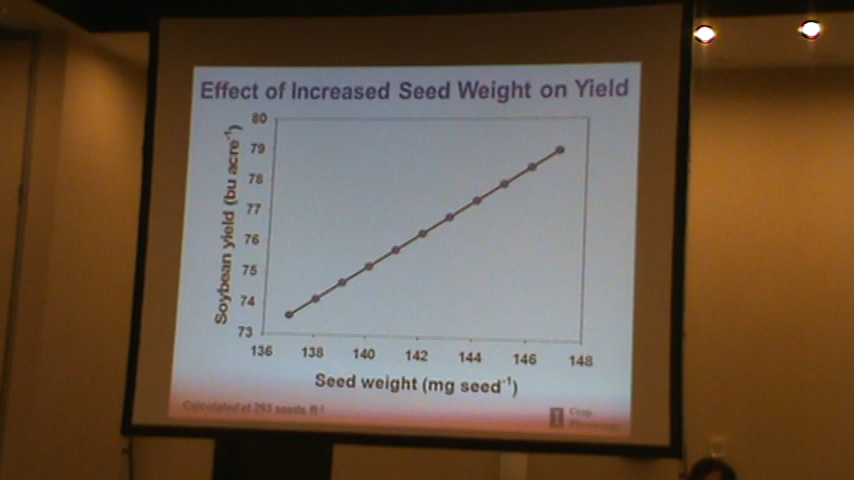 Effect of Increased Seed Weight on Yield
80
79
78
77
76
75
74
73
Soybean yield (bu acre⁻¹)
136 138 140 142 144 146 148
Seed weight (mg seed⁻¹)
Calculated at 293 seeds ft⁻²
I Crop
Physiology